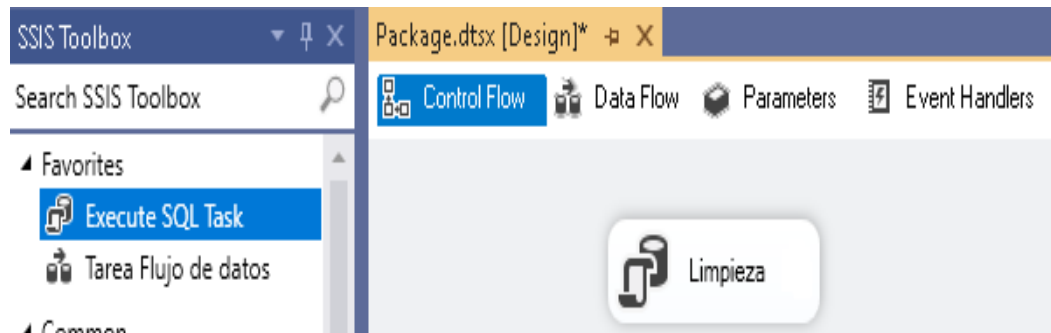 SSIS Toolbox
Search SSIS Toolbox
Favorites
Execute SQL Task
Tarea Flujo de datos
Common
Package.dtsx [Design]*
Control Flow Data Flow Parameters Event Handlers
Limpieza